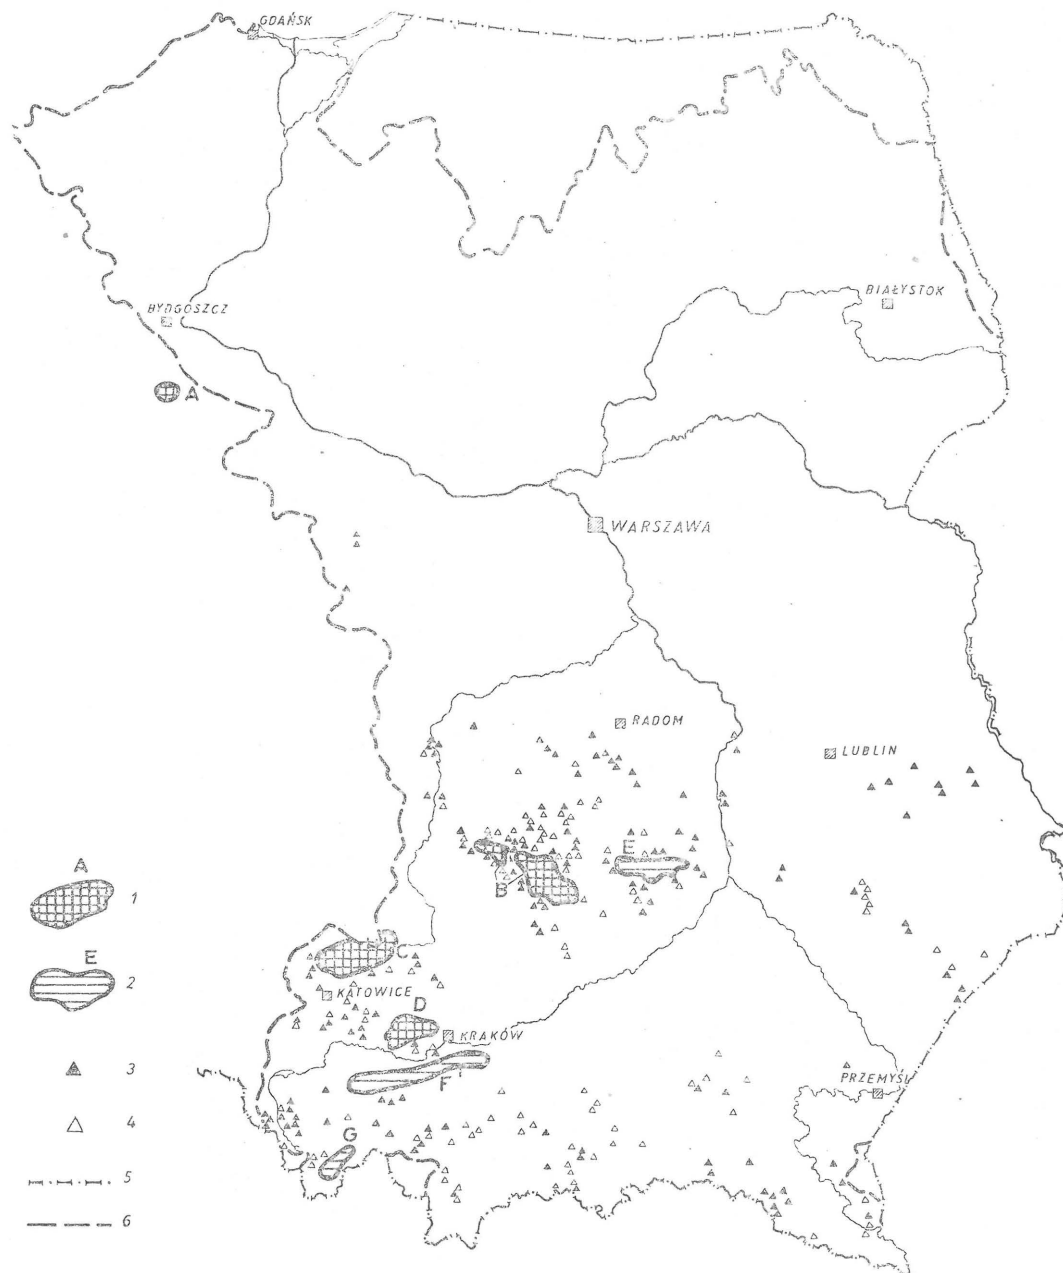 GDAŃSK
BYDGOSZCZ
BIAŁYSTOK
A
WARSZAWA
RADOM
LUBLIN
E
B
A
1
C
E
2
KATOWICE
D
KRAKÓW
3
F
PRZEMYŚL
4
G
5
6